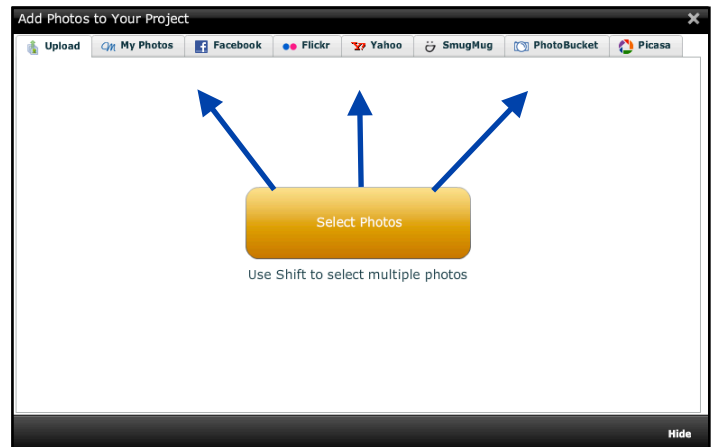 Add Photos to Your Project
Upload My Photos Facebook Flickr Yahoo SmugMug PhotoBucket Picasa
Select Photos
Use Shift to select multiple photos
Hide